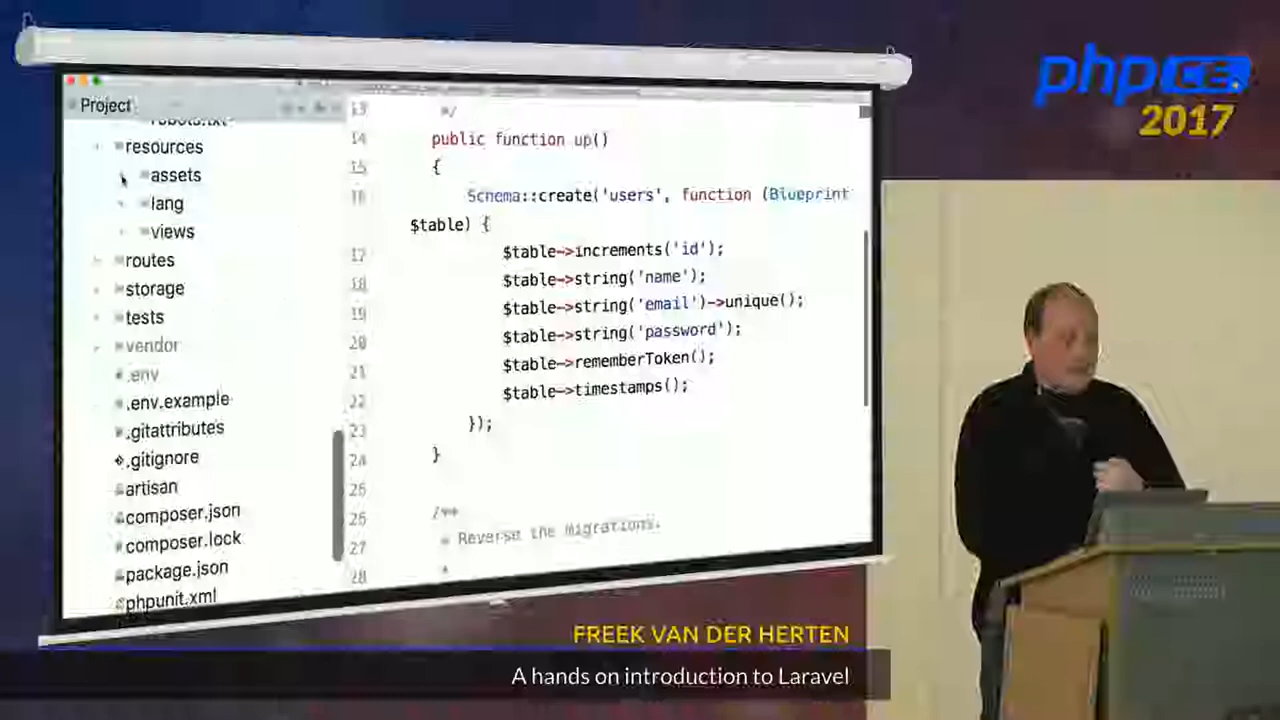 phpCE
2017
Project
robots.txt
resources
assets
lang
views
routes
storage
tests
vendor
.env
.env.example
.gitattributes
.gitignore
artisan
composer.json
composer.lock
package.json
phpunit.xml
13 */
14 public function up()
15 {
16 Schema::create('users', function (Blueprint
$table) {
17 $table->increments('id');
18 $table->string('name');
19 $table->string('email')->unique();
20 $table->string('password');
21 $table->rememberToken();
22 $table->timestamps();
23 });
24 }
25
26 /**
27 * Reverse the migrations.
28 *
FREEK VAN DER HERTEN
A hands on introduction to Laravel